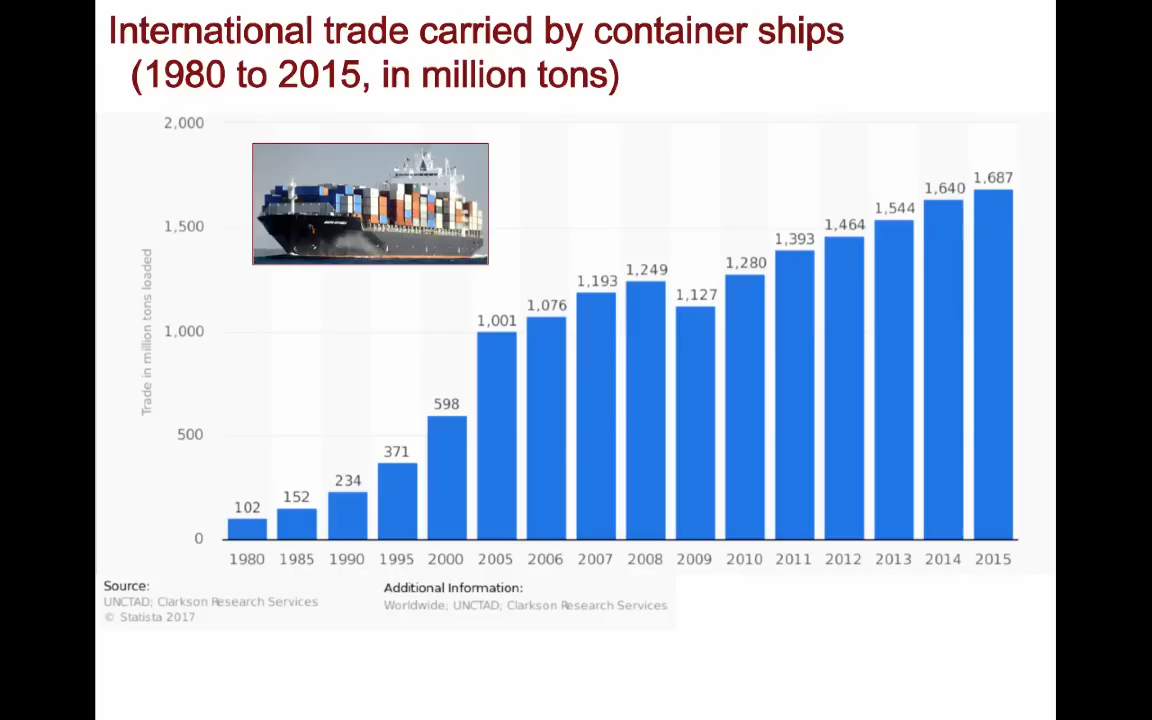 International trade carried by container ships
(1980 to 2015, in million tons)
2,000
1,500
1,000
500
0
Trade in million tons loaded
102
152
234
371
598
1,001
1,076
1,193
1,249
1,127
1,280
1,393
1,464
1,544
1,640
1,687
1980 1985 1990 1995 2000 2005 2006 2007 2008 2009 2010 2011 2012 2013 2014 2015
Source:
UNCTAD; Clarkson Research Services
© Statista 2017
Additional Information:
Worldwide; UNCTAD; Clarkson Research Services